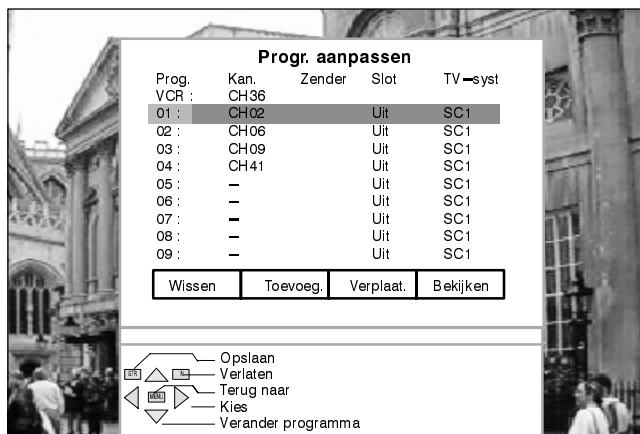 Progr. aanpassen
Prog. Kan. Zender Slot TV-syst
VCR : CH36
01 : CH02 Uit SC1
02 : CH06 Uit SC1
03 : CH09 Uit SC1
04 : CH41 Uit SC1
05 : – Uit SC1
06 : – Uit SC1
07 : – Uit SC1
08 : – Uit SC1
09 : – Uit SC1
Wissen Toevoeg. Verplaat. Bekijken
Opslaan
STR N Verlaten
Terug naar
MENU
Kies
Verander programma